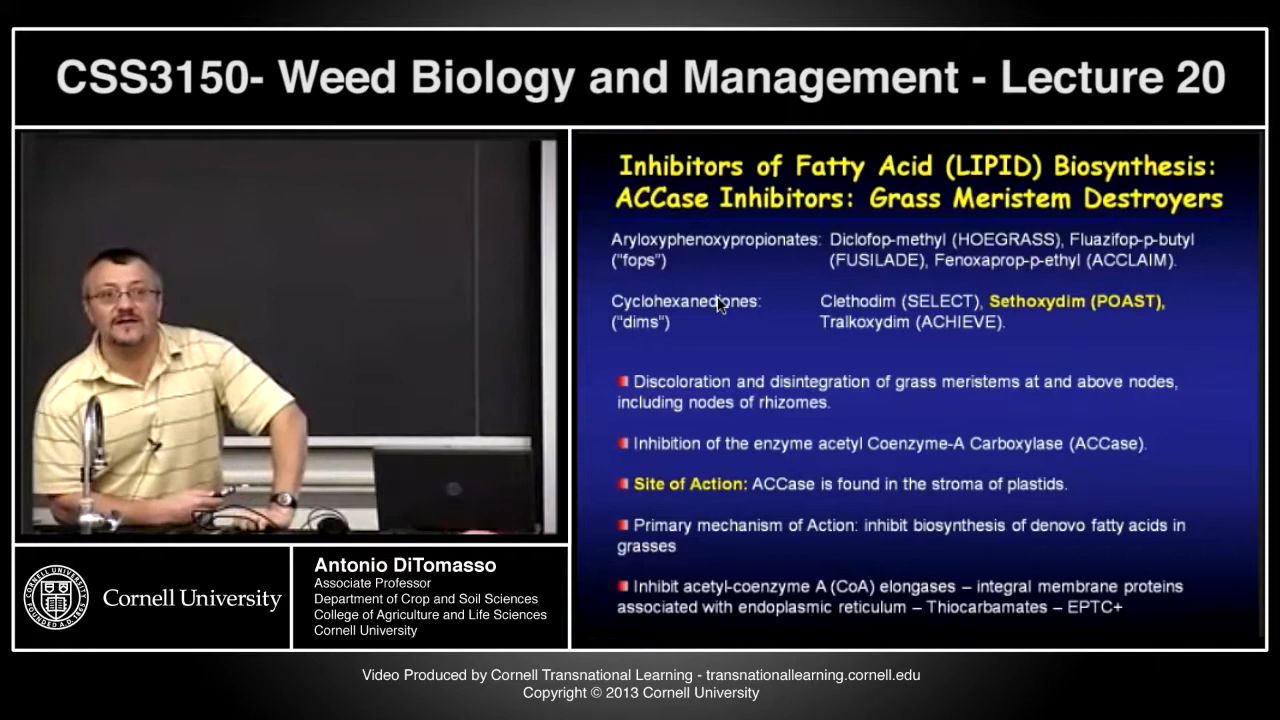 CSS3150- Weed Biology and Management - Lecture 20
Inhibitors of Fatty Acid (LIPID) Biosynthesis:
ACCase Inhibitors: Grass Meristem Destroyers
Aryloxyphenoxypropionates: Diclofop-methyl (HOEGRASS), Fluazifop-p-butyl
("fops") (FUSILADE), Fenoxaprop-p-ethyl (ACCLAIM).
Cyclohexanediones: Clethodim (SELECT), Sethoxydim (POAST),
("dims") Tralkoxydim (ACHIEVE).
Discoloration and disintegration of grass meristems at and above nodes,
including nodes of rhizomes.
Inhibition of the enzyme acetyl Coenzyme-A Carboxylase (ACCase).
Site of Action: ACCase is found in the stroma of plastids.
Primary mechanism of Action: inhibit biosynthesis of denovo fatty acids in
grasses
Inhibit acetyl-coenzyme A (CoA) elongases – integral membrane proteins
associated with endoplasmic reticulum – Thiocarbamates – EPTC+
Cornell University
Antonio DiTomasso
Associate Professor
Department of Crop and Soil Sciences
College of Agriculture and Life Sciences
Cornell University
Video Produced by Cornell Transnational Learning - transnationallearning.cornell.edu
Copyright © 2013 Cornell University